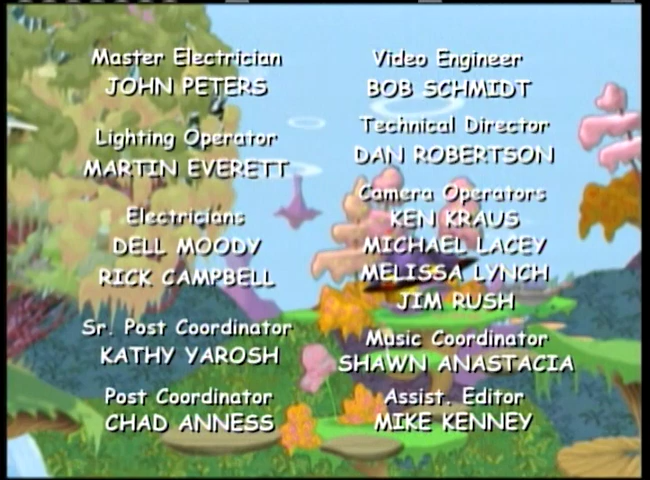 Master Electrician
JOHN PETERS
Lighting Operator
MARTIN EVERETT
Electricians
DELL MOODY
RICK CAMPBELL
Sr. Post Coordinator
KATHY YAROSH
Post Coordinator
CHAD ANNESS
Video Engineer
BOB SCHMIDT
Technical Director
DAN ROBERTSON
Camera Operators
KEN KRAUS
MICHAEL LACEY
MELISSA LYNCH
JIM RUSH
Music Coordinator
SHAWN ANASTACIA
Assist. Editor
MIKE KENNEY